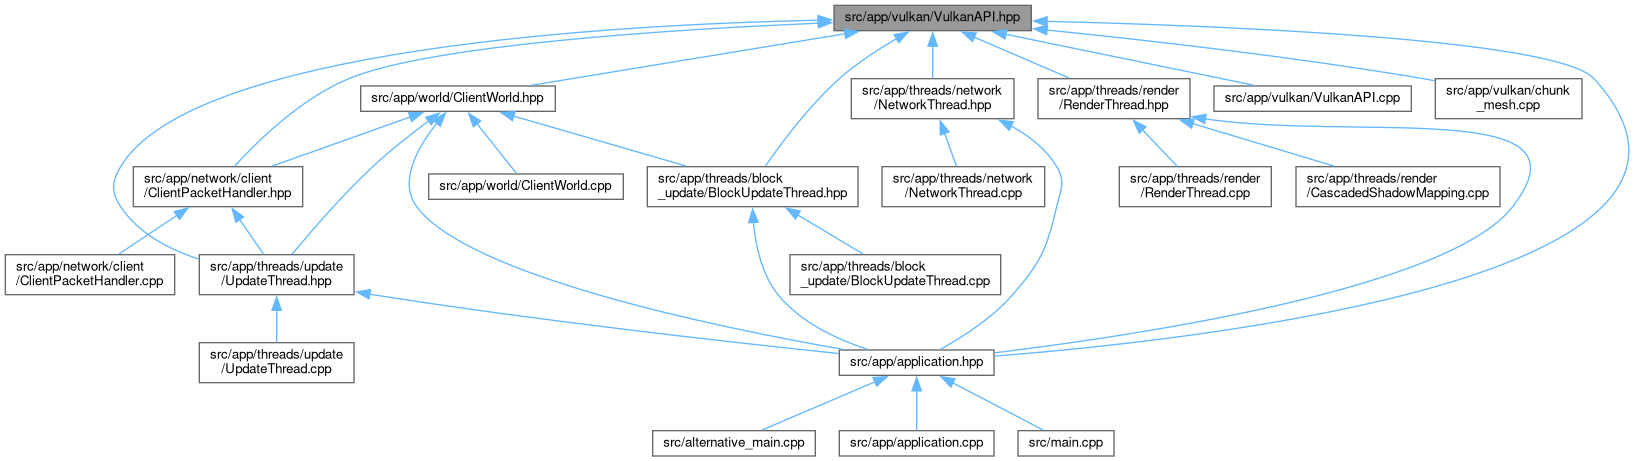 src/app/vulkan/VulkanAPI.hpp
src/app/world/ClientWorld.hpp
src/app/threads/network
/NetworkThread.hpp
src/app/threads/render
/RenderThread.hpp
src/app/vulkan/VulkanAPI.cpp
src/app/vulkan/chunk
_mesh.cpp
src/app/network/client
/ClientPacketHandler.hpp
src/app/world/ClientWorld.cpp
src/app/threads/block
_update/BlockUpdateThread.hpp
src/app/threads/network
/NetworkThread.cpp
src/app/threads/render
/RenderThread.cpp
src/app/threads/render
/CascadedShadowMapping.cpp
src/app/network/client
/ClientPacketHandler.cpp
src/app/threads/update
/UpdateThread.hpp
src/app/threads/block
_update/BlockUpdateThread.cpp
src/app/threads/update
/UpdateThread.cpp
src/app/application.hpp
src/alternative_main.cpp
src/app/application.cpp
src/main.cpp